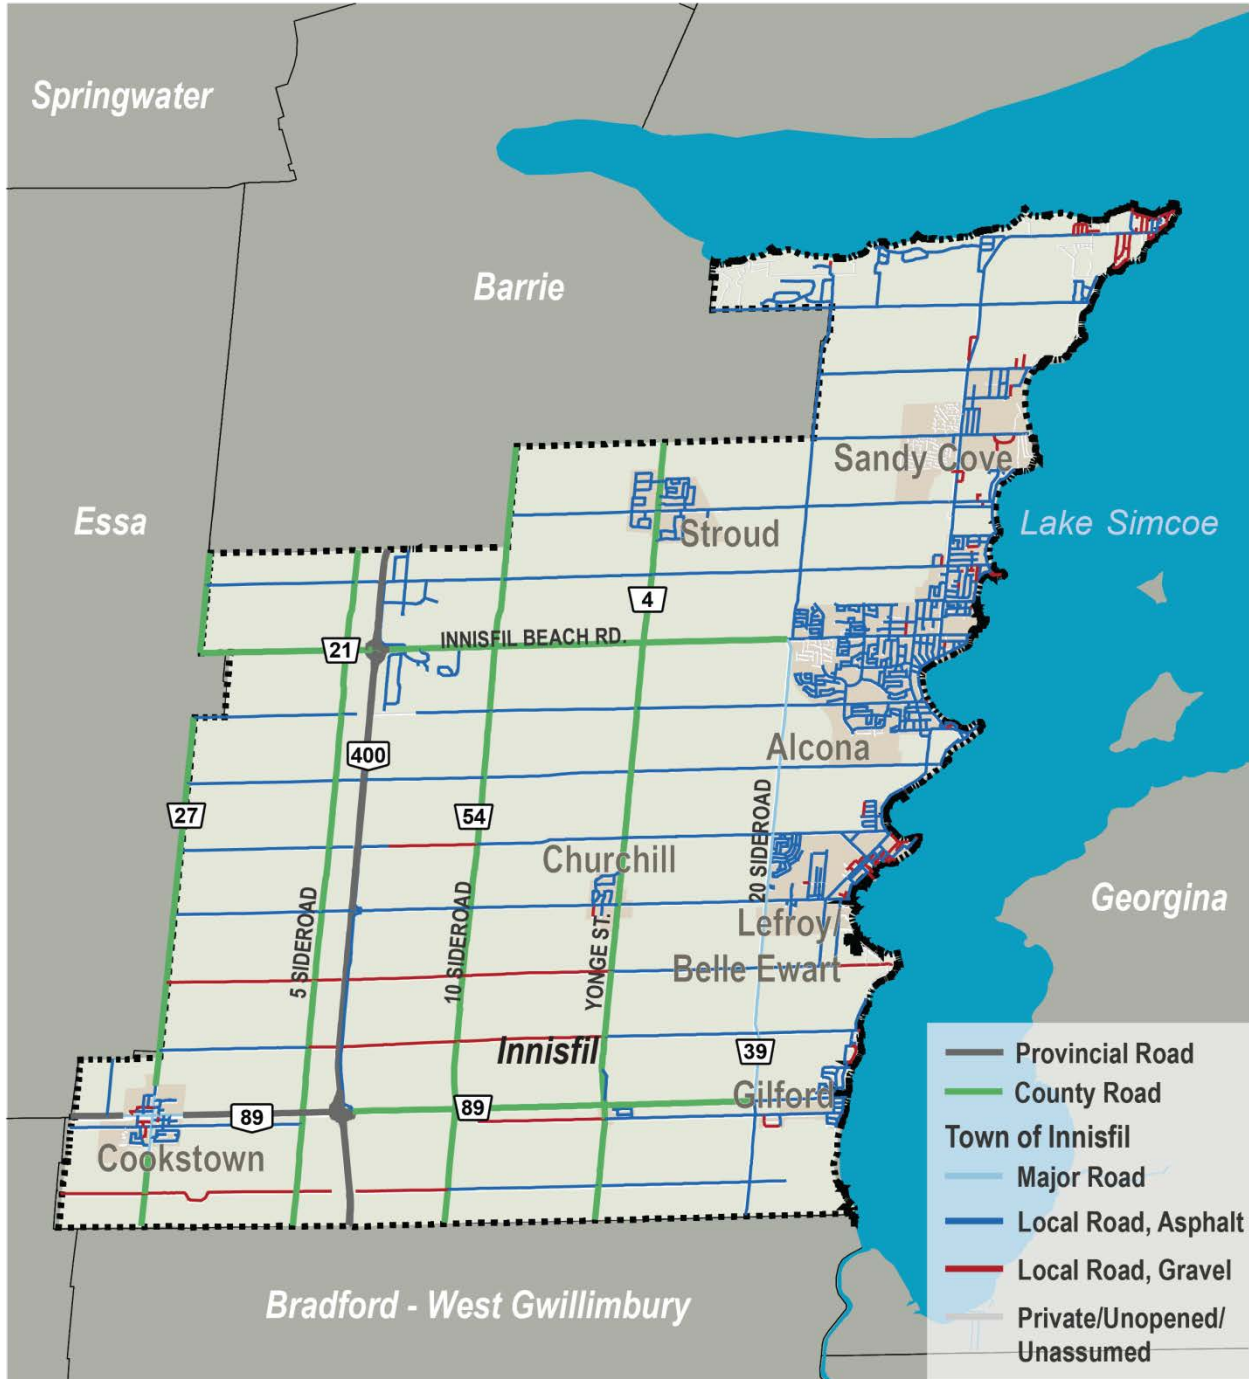 Springwater
Barrie
Sandy Cove
Essa
Lake Simcoe
Stroud
4
INNISFIL BEACH RD.
21
Alcona
400
27
54
20 SIDEROAD
Churchill
Georgina
Lefroy/
Belle Ewart
5 SIDEROAD
10 SIDEROAD
YONGE ST.
Innisfil
39
Gilford
89
89
Cookstown
Bradford - West Gwillimbury
Provincial Road
County Road
Town of Innisfil
Major Road
Local Road, Asphalt
Local Road, Gravel
Private/Unopened/
Unassumed